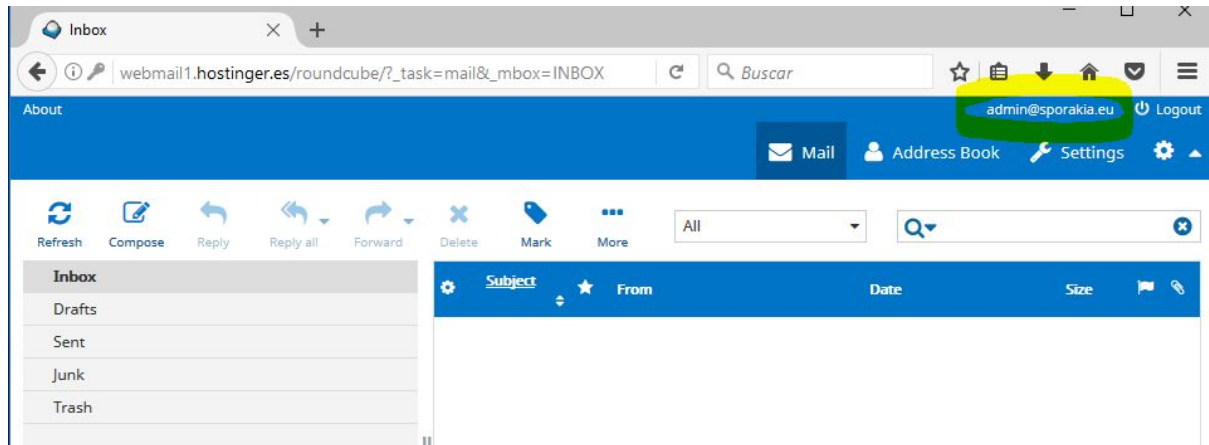 Inbox
webmail1.hostinger.es/roundcube/?_task=mail&_mbox=INBOX
Buscar
About
admin@sporakia.eu Logout
Mail Address Book Settings
Refresh Compose Reply Reply all Forward Delete Mark More All
Inbox
Subject From Date Size
Drafts
Sent
Junk
Trash